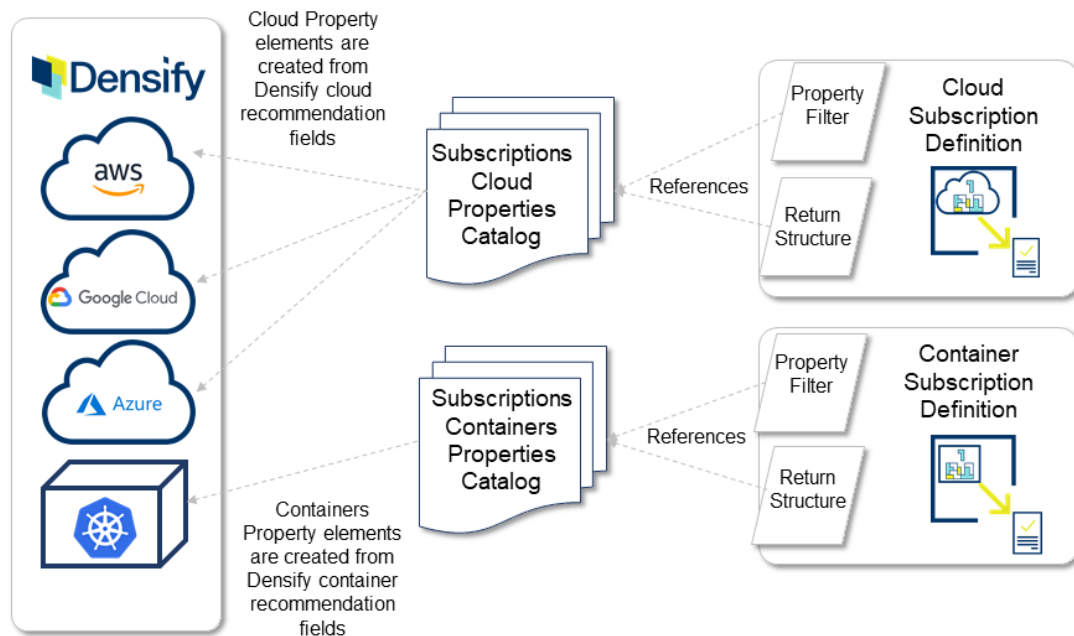 Densify
aws
Google Cloud
Azure
Cloud Property
elements are
created from
Densify cloud
recommendation
fields
Subscriptions
Cloud
Properties
Catalog
References
Property
Filter
Return
Structure
Cloud
Subscription
Definition
Containers
Property elements
are created from
Densify container
recommendation
fields
Subscriptions
Containers
Properties
Catalog
References
Property
Filter
Return
Structure
Container
Subscription
Definition